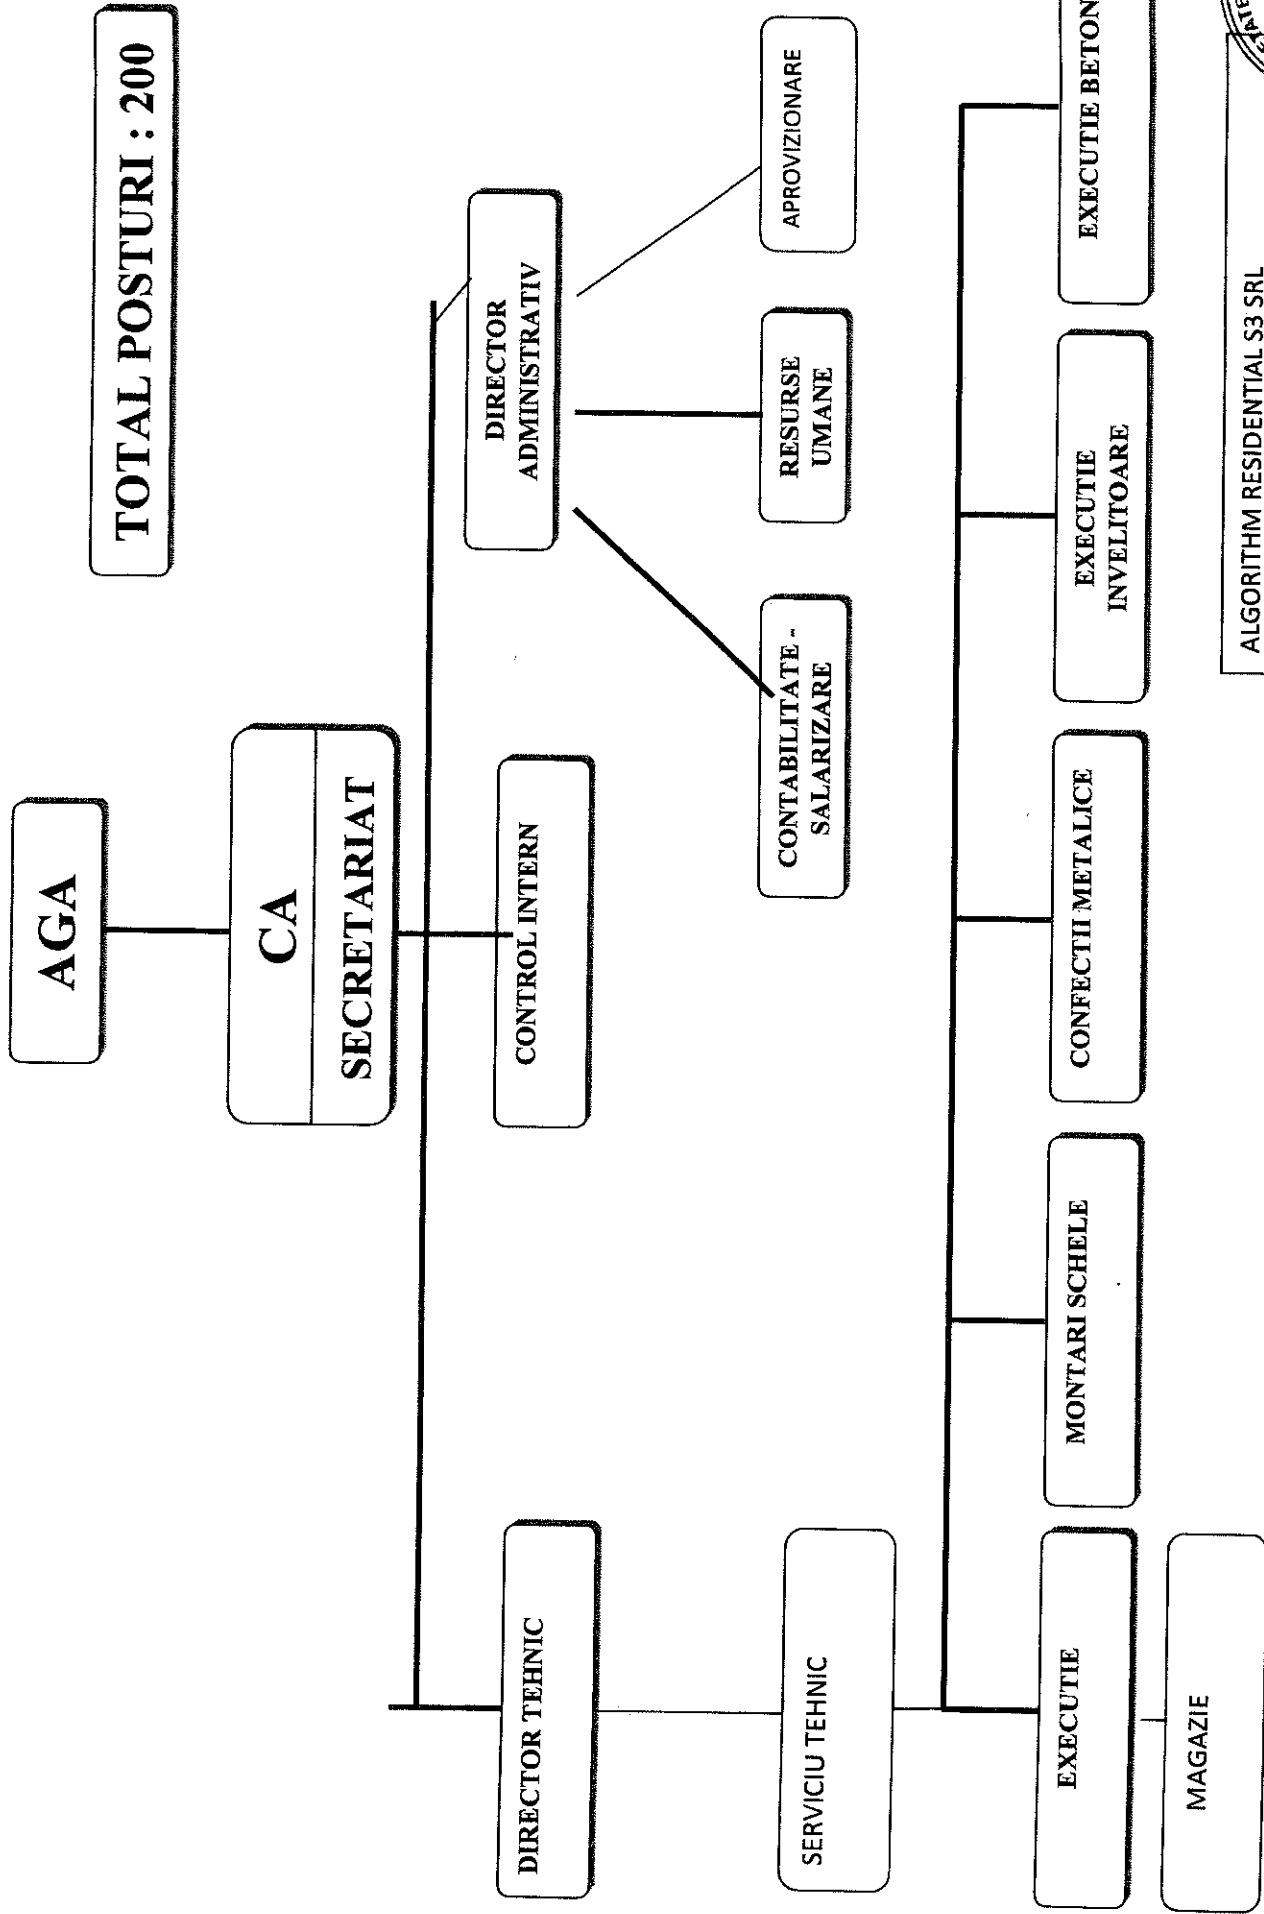 TOTAL POSTURI : 200
AGA
CA
SECRETARIAT
DIRECTOR TEHNIC
CONTROL INTERN
DIRECTOR
ADMINISTRATIV
SERVICIU TEHNIC
CONTABILITATE -
SALARIZARE
RESURSE
UMANE
APROVIZIONARE
EXECUTIE
MONTARI SCHELE
CONFECTII METALICE
EXECUTIE
INVELITOARE
EXECUTIE BETON
MAGAZIE
ALGORITHM RESIDENTIAL S3 SRL